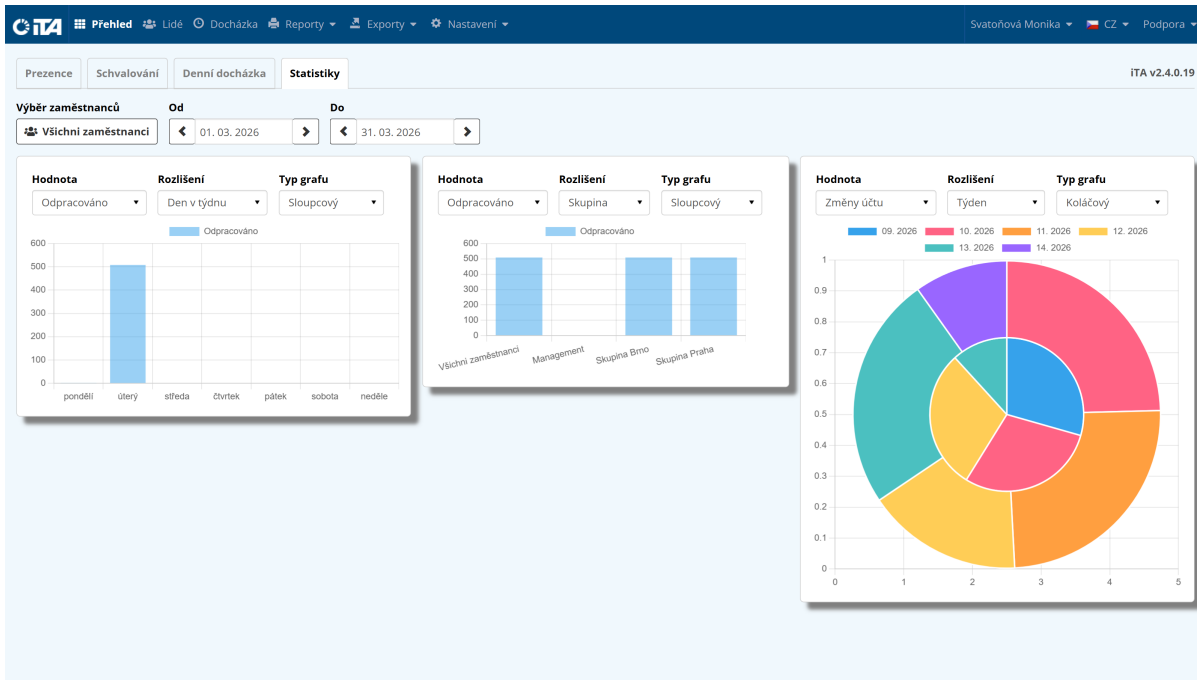 iTA Přehled Lidé Docházka Reporty Exporty Nastavení Svatoňová Monika CZ Podpora
Prezence Schvalování Denní docházka Statistiky iTA v2.4.0.19
Výběr zaměstnanců Od Do
Všichni zaměstnanci 01. 03. 2026 31. 03. 2026
Hodnota Rozlišení Typ grafu
Odpracováno Den v týdnu Sloupcový
Odpracováno
600
500
400
300
200
100
0
pondělí úterý středa čtvrtek pátek sobota neděle
Hodnota Rozlišení Typ grafu
Odpracováno Skupina Sloupcový
Odpracováno
600
500
400
300
200
100
0
Všichni zaměstnanci Management Skupina Brno Skupina Praha
Hodnota Rozlišení Typ grafu
Změny účtu Týden Koláčový
09. 2026 10. 2026 11. 2026 12. 2026
13. 2026 14. 2026
1
0.9
0.8
0.7
0.6
0.5
0.4
0.3
0.2
0.1
0
0 1 2 3 4 5